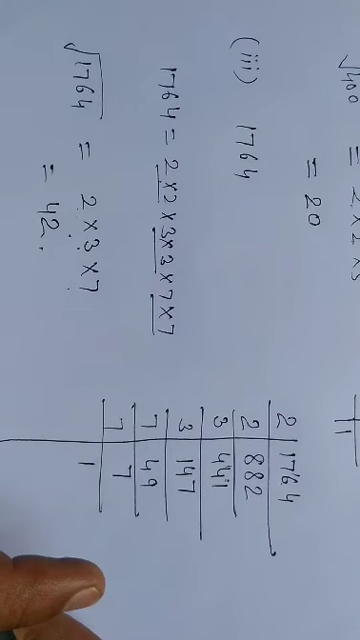 √400 = 2 × 2 × 5
= 20
(iii) 1764
1764 = 2 × 2 × 3 × 3 × 7 × 7
√1764 = 2 × 3 × 7
= 42.
2 1764
2 882
3 441
3 147
7 49
7 7
1